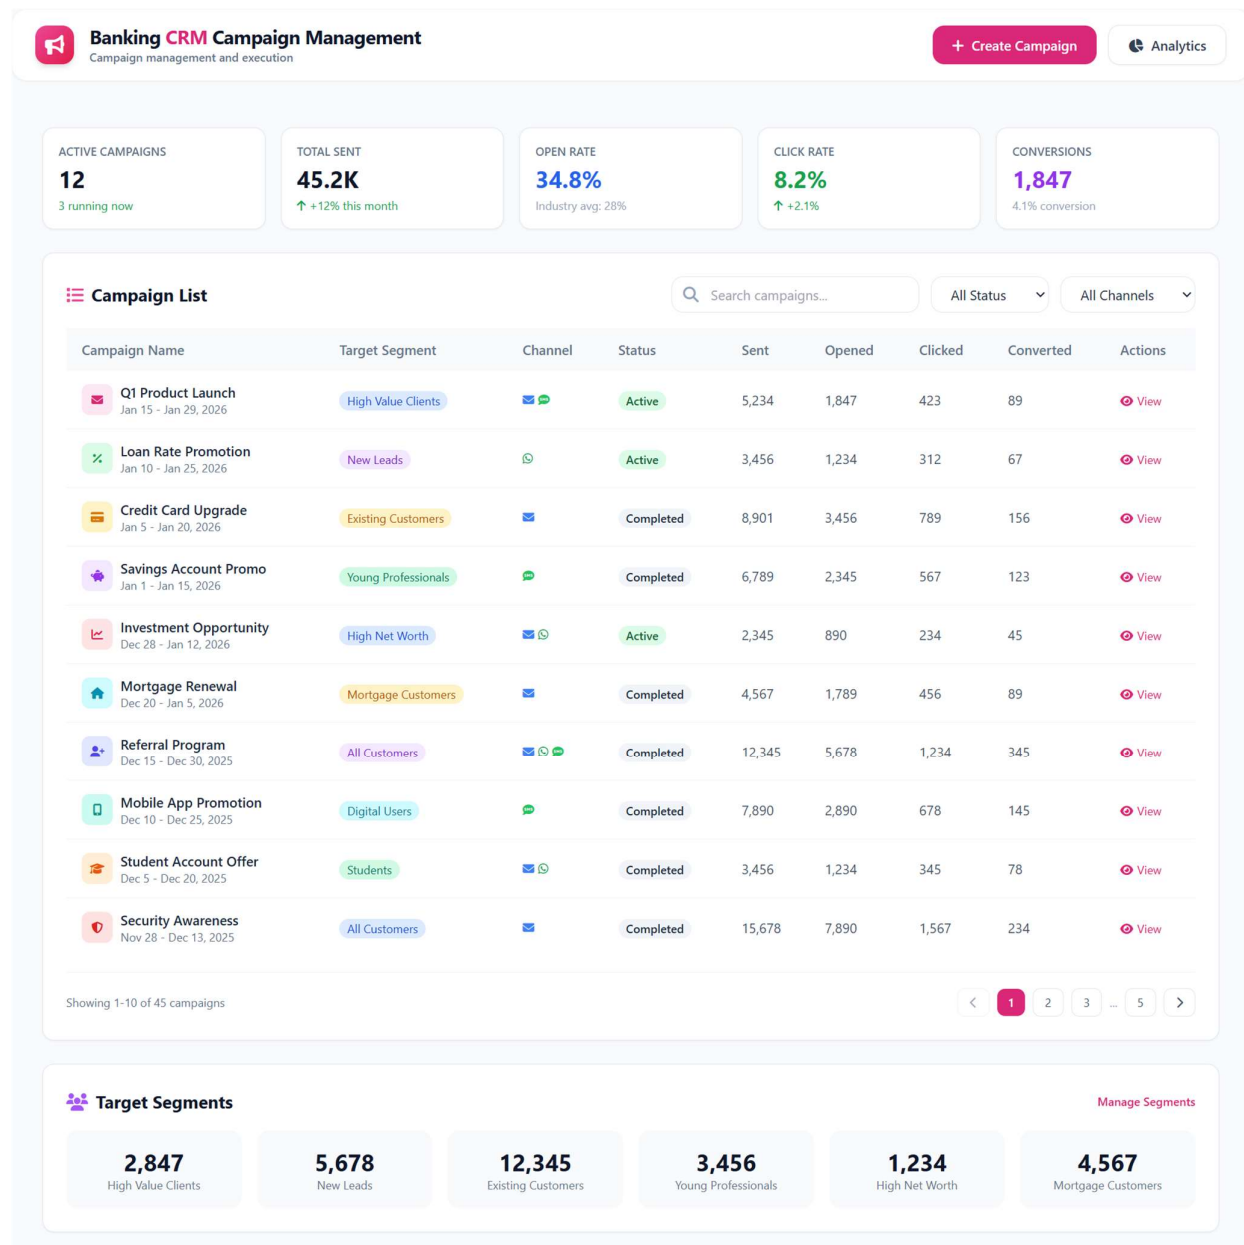 Banking CRM Campaign Management
Campaign management and execution
+ Create Campaign
Analytics
ACTIVE CAMPAIGNS
12
3 running now
TOTAL SENT
45.2K
↑ +12% this month
OPEN RATE
34.8%
Industry avg: 28%
CLICK RATE
8.2%
↑ +2.1%
CONVERSIONS
1,847
4.1% conversion
Campaign List
Search campaigns...
All Status
All Channels
Campaign Name Target Segment Channel Status Sent Opened Clicked Converted Actions
Q1 Product Launch
Jan 15 - Jan 29, 2026
High Value Clients Active 5,234 1,847 423 89 View
Loan Rate Promotion
Jan 10 - Jan 25, 2026
New Leads Active 3,456 1,234 312 67 View
Credit Card Upgrade
Jan 5 - Jan 20, 2026
Existing Customers Completed 8,901 3,456 789 156 View
Savings Account Promo
Jan 1 - Jan 15, 2026
Young Professionals Completed 6,789 2,345 567 123 View
Investment Opportunity
Dec 28 - Jan 12, 2026
High Net Worth Active 2,345 890 234 45 View
Mortgage Renewal
Dec 20 - Jan 5, 2026
Mortgage Customers Completed 4,567 1,789 456 89 View
Referral Program
Dec 15 - Dec 30, 2025
All Customers Completed 12,345 5,678 1,234 345 View
Mobile App Promotion
Dec 10 - Dec 25, 2025
Digital Users Completed 7,890 2,890 678 145 View
Student Account Offer
Dec 5 - Dec 20, 2025
Students Completed 3,456 1,234 345 78 View
Security Awareness
Nov 28 - Dec 13, 2025
All Customers Completed 15,678 7,890 1,567 234 View
Showing 1-10 of 45 campaigns
1 2 3 ... 5
Target Segments
Manage Segments
2,847
High Value Clients
5,678
New Leads
12,345
Existing Customers
3,456
Young Professionals
1,234
High Net Worth
4,567
Mortgage Customers